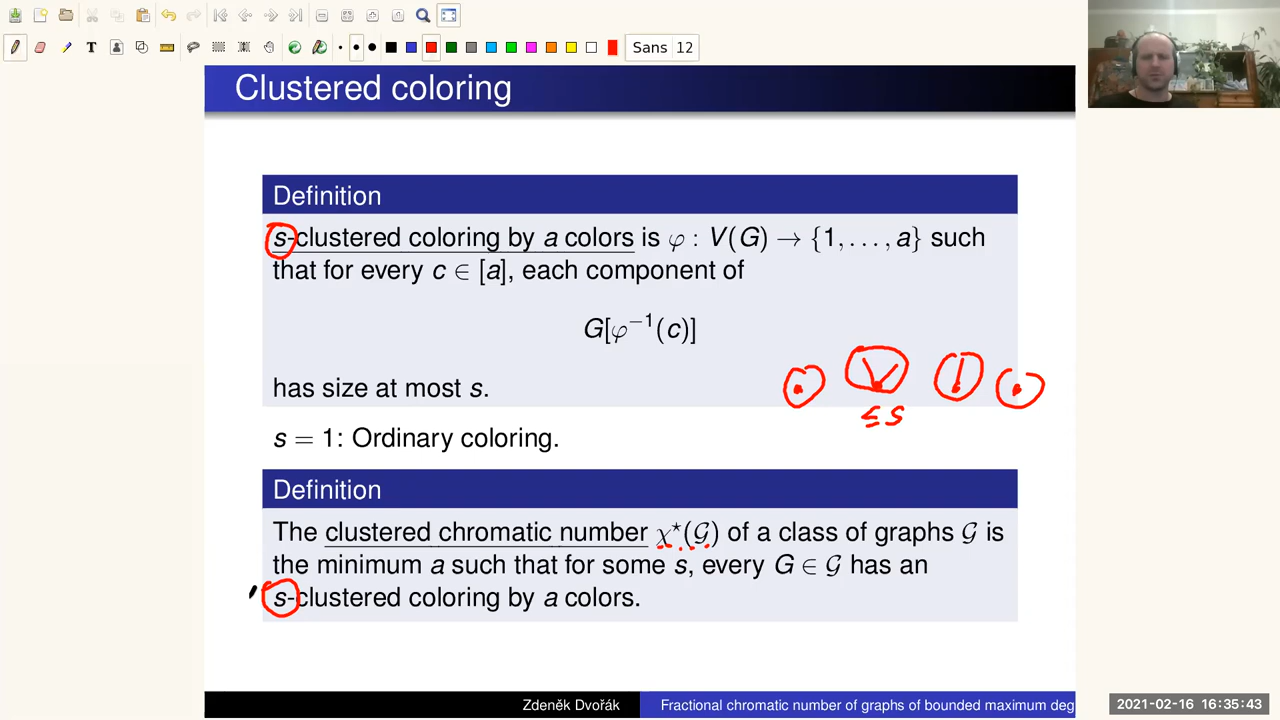 Sans 12
Clustered coloring
Definition
s-clustered coloring by a colors is φ : V(G) → {1, . . . , a} such
that for every c ∈ [a], each component of
G[φ⁻¹(c)]
has size at most s.
≤ s
s = 1: Ordinary coloring.
Definition
The clustered chromatic number χ⋆(𝒢) of a class of graphs 𝒢 is
the minimum a such that for some s, every G ∈ 𝒢 has an
s-clustered coloring by a colors.
Zdeněk Dvořák Fractional chromatic number of graphs of bounded maximum deg
2021-02-16 16:35:43